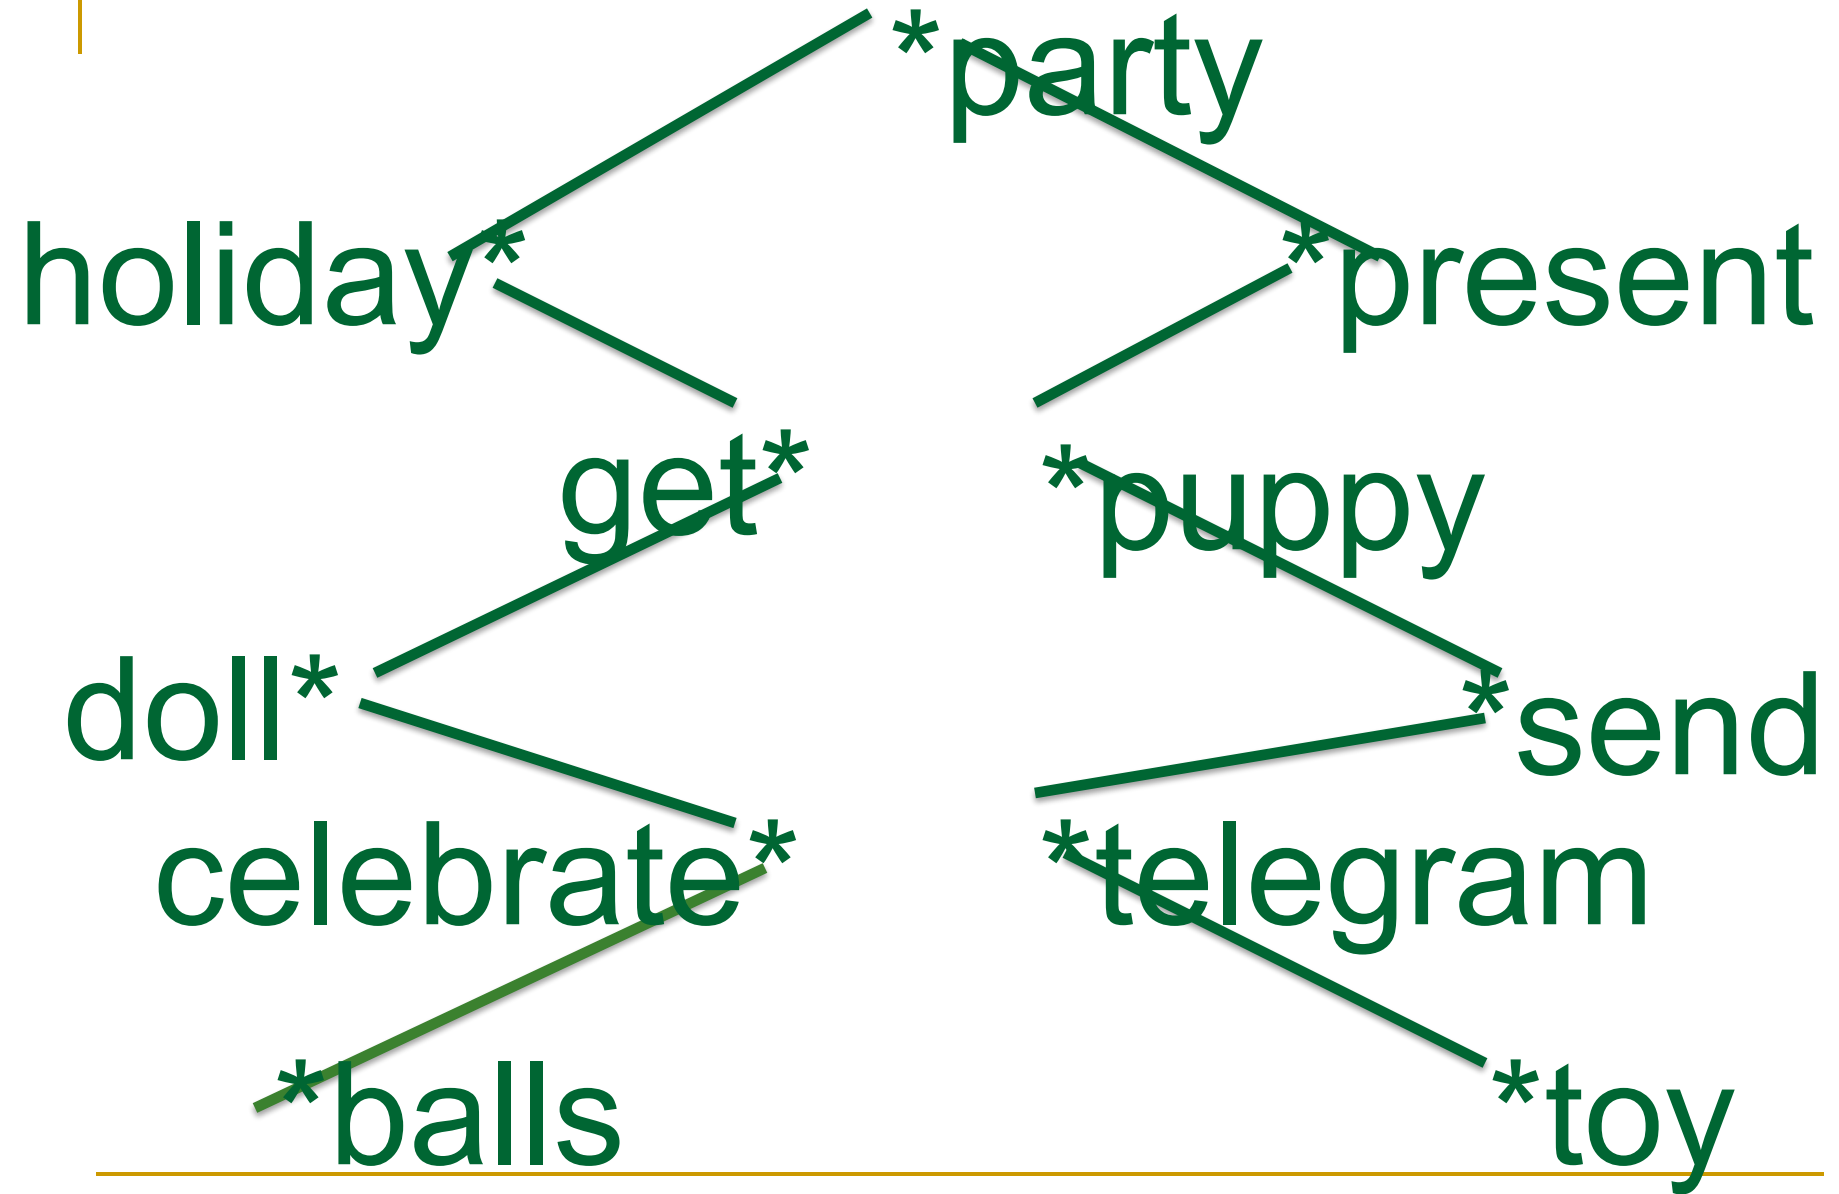 *party
holiday* *present
get* *puppy
doll* *send
celebrate* *telegram
*balls *toy